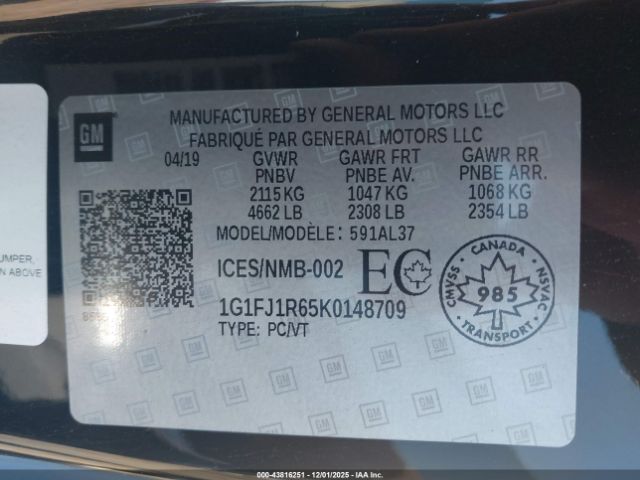 GM
MANUFACTURED BY GENERAL MOTORS LLC
FABRIQUÉ PAR GENERAL MOTORS LLC
04/19 GVWR GAWR FRT GAWR RR
PNBV PNBE AV. PNBE ARR.
2115 KG 1047 KG 1068 KG
4662 LB 2308 LB 2354 LB
MODEL/MODÈLE: 591AL37
ICES/NMB-002 EC
1G1FJ1R65K0148709
TYPE: PC/VT
CANADA
CMVSS 985 NSVAC
TRANSPORT
UMPER,
N ON ABOVE
000-43816251 - 12/01/2025 - IAA Inc.